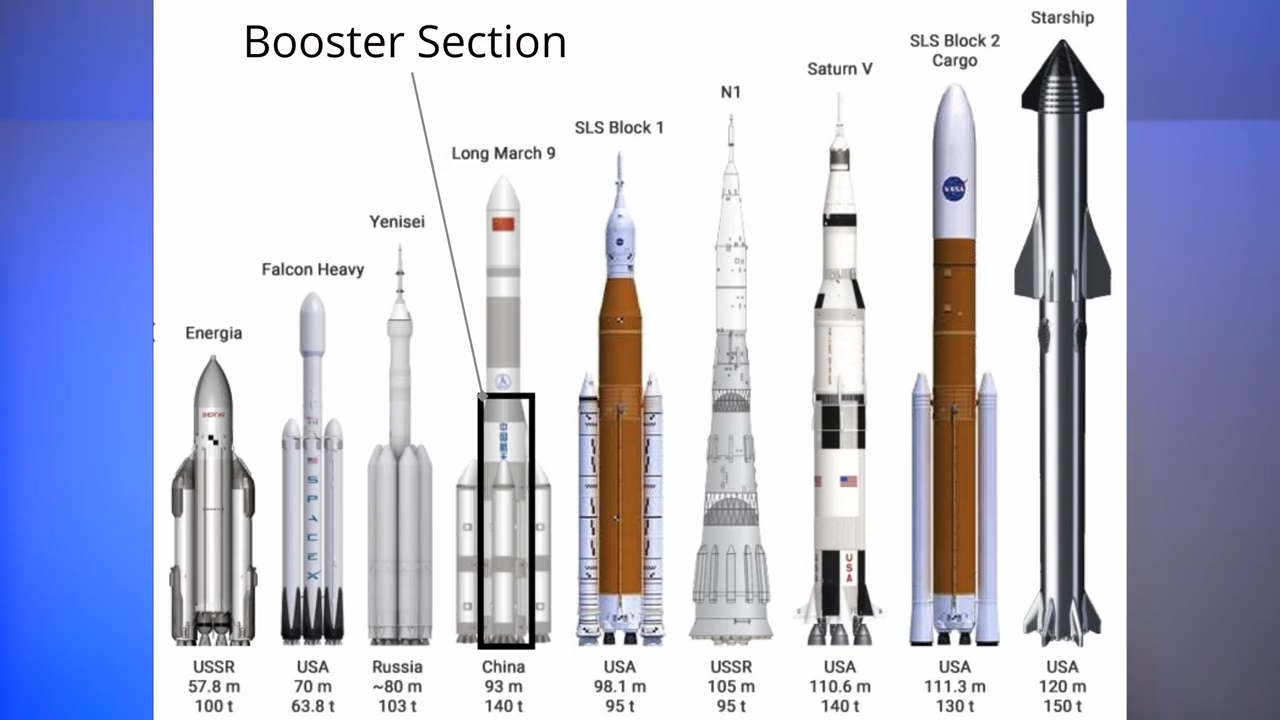 Booster Section
Starship
SLS Block 2
Cargo
Saturn V
N1
SLS Block 1
Long March 9
Yenisei
Falcon Heavy
Energia
NASA
SPACEX
USA
USSR
57.8 m
100 t
USA
70 m
63.8 t
Russia
~80 m
103 t
China
93 m
140 t
USA
98.1 m
95 t
USSR
105 m
95 t
USA
110.6 m
140 t
USA
111.3 m
130 t
USA
120 m
150 t